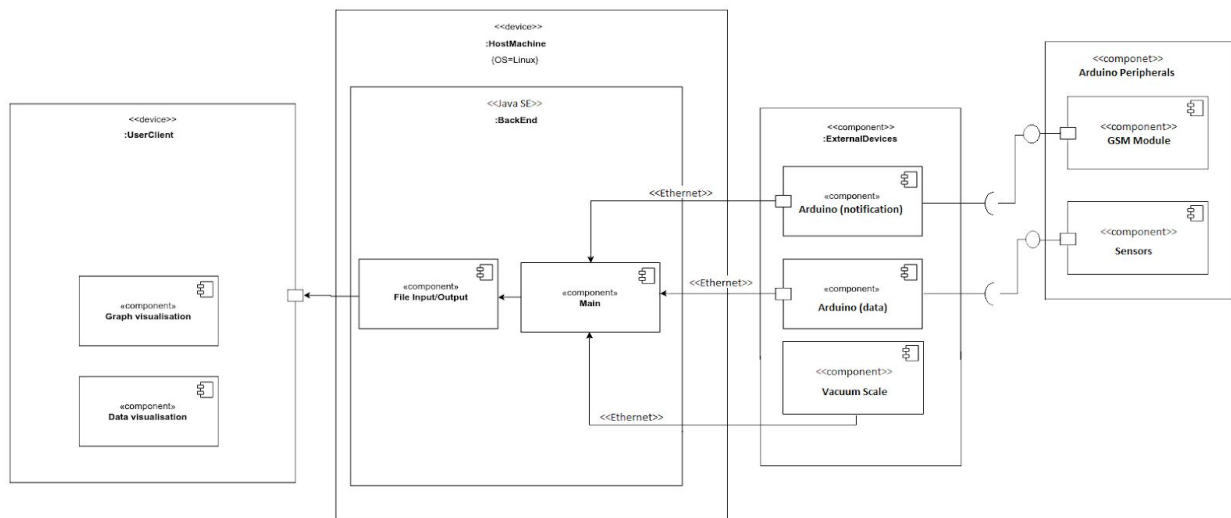 <<device>>
:UserClient
«component»
Graph visualisation
«component»
Data visualisation
<<device>>
:HostMachine
{OS=Linux}
<<Java SE>>
:BackEnd
«component»
File Input/Output
«component»
Main
<<Ethernet>>
<<Ethernet>>
<<Ethernet>>
<<component>>
:ExternalDevices
«component»
Arduino (notification)
«component»
Arduino (data)
<<component>>
Vacuum Scale
<<componet>>
Arduino Peripherals
<<component>>
GSM Module
<<component>>
Sensors